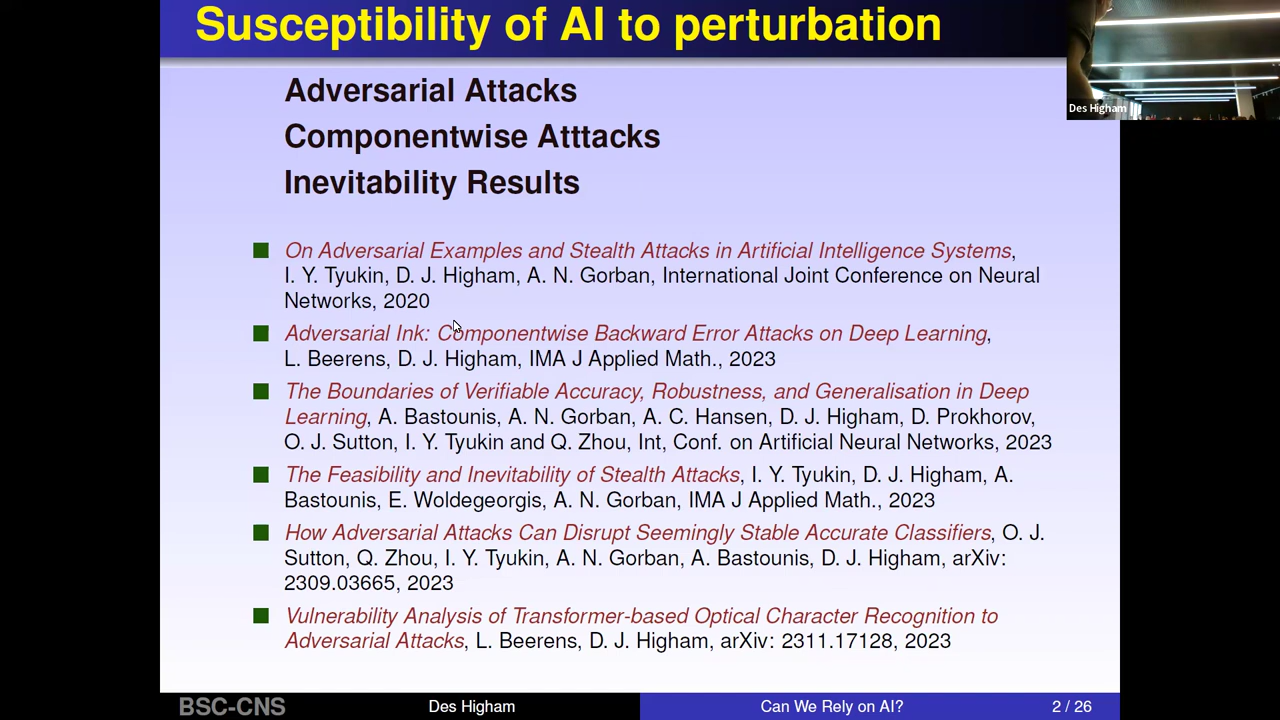 Susceptibility of AI to perturbation
Des Higham
Adversarial Attacks
Componentwise Atttacks
Inevitability Results
On Adversarial Examples and Stealth Attacks in Artificial Intelligence Systems,
I. Y. Tyukin, D. J. Higham, A. N. Gorban, International Joint Conference on Neural
Networks, 2020
Adversarial Ink: Componentwise Backward Error Attacks on Deep Learning,
L. Beerens, D. J. Higham, IMA J Applied Math., 2023
The Boundaries of Verifiable Accuracy, Robustness, and Generalisation in Deep
Learning, A. Bastounis, A. N. Gorban, A. C. Hansen, D. J. Higham, D. Prokhorov,
O. J. Sutton, I. Y. Tyukin and Q. Zhou, Int, Conf. on Artificial Neural Networks, 2023
The Feasibility and Inevitability of Stealth Attacks, I. Y. Tyukin, D. J. Higham, A.
Bastounis, E. Woldegeorgis, A. N. Gorban, IMA J Applied Math., 2023
How Adversarial Attacks Can Disrupt Seemingly Stable Accurate Classifiers, O. J.
Sutton, Q. Zhou, I. Y. Tyukin, A. N. Gorban, A. Bastounis, D. J. Higham, arXiv:
2309.03665, 2023
Vulnerability Analysis of Transformer-based Optical Character Recognition to
Adversarial Attacks, L. Beerens, D. J. Higham, arXiv: 2311.17128, 2023
BSC-CNS
Des Higham
Can We Rely on AI?
2 / 26